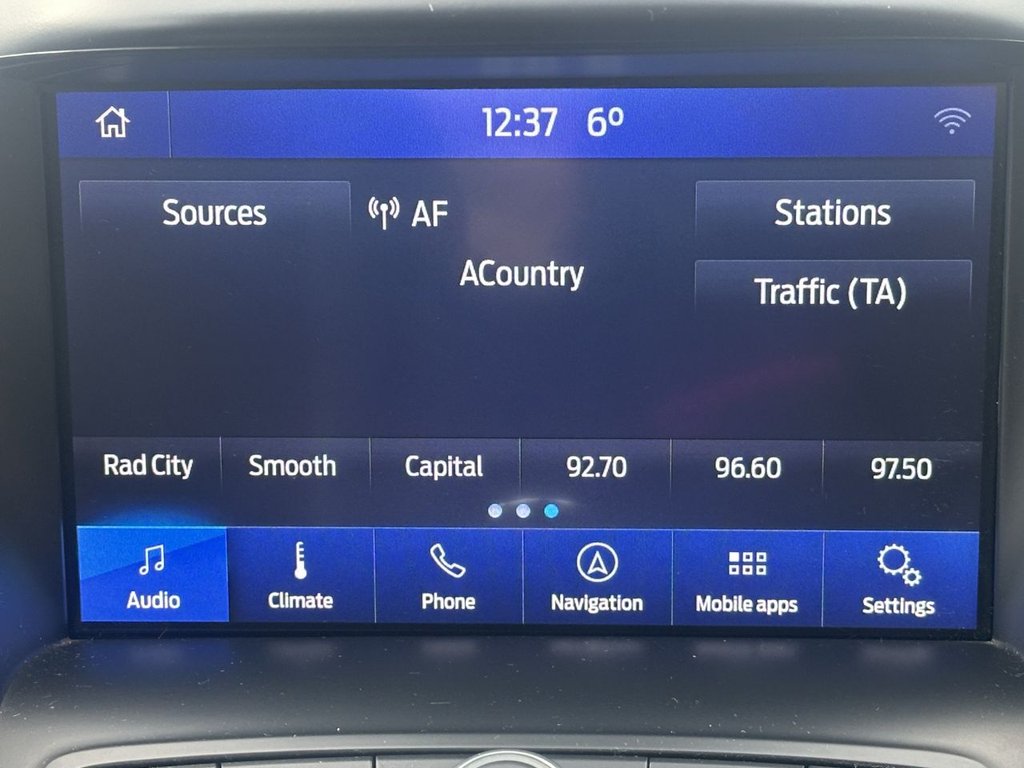 12:37 6º
Sources AF Stations
ACountry
Traffic (TA)
Rad City Smooth Capital 92.70 96.60 97.50
Audio Climate Phone Navigation Mobile apps Settings